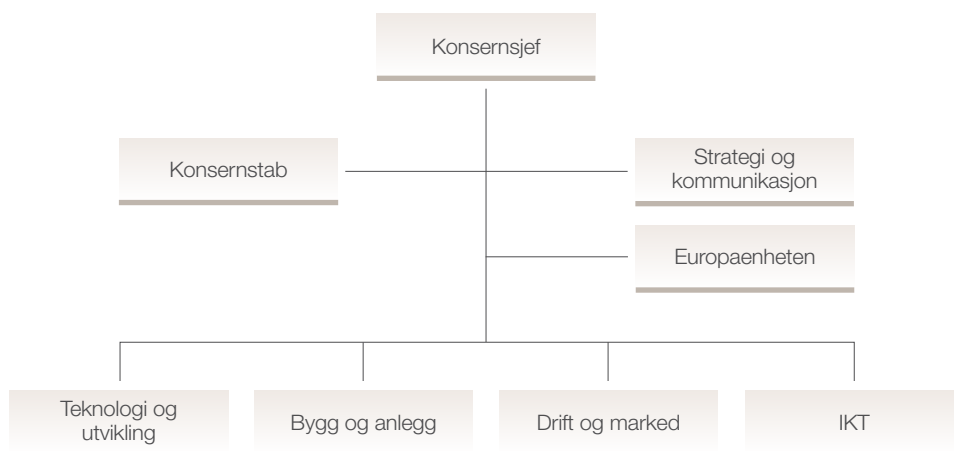 Konsernsjef
Konsernstab
Strategi og
kommunikasjon
Europaenheten
Teknologi og
utvikling
Bygg og anlegg
Drift og marked
IKT